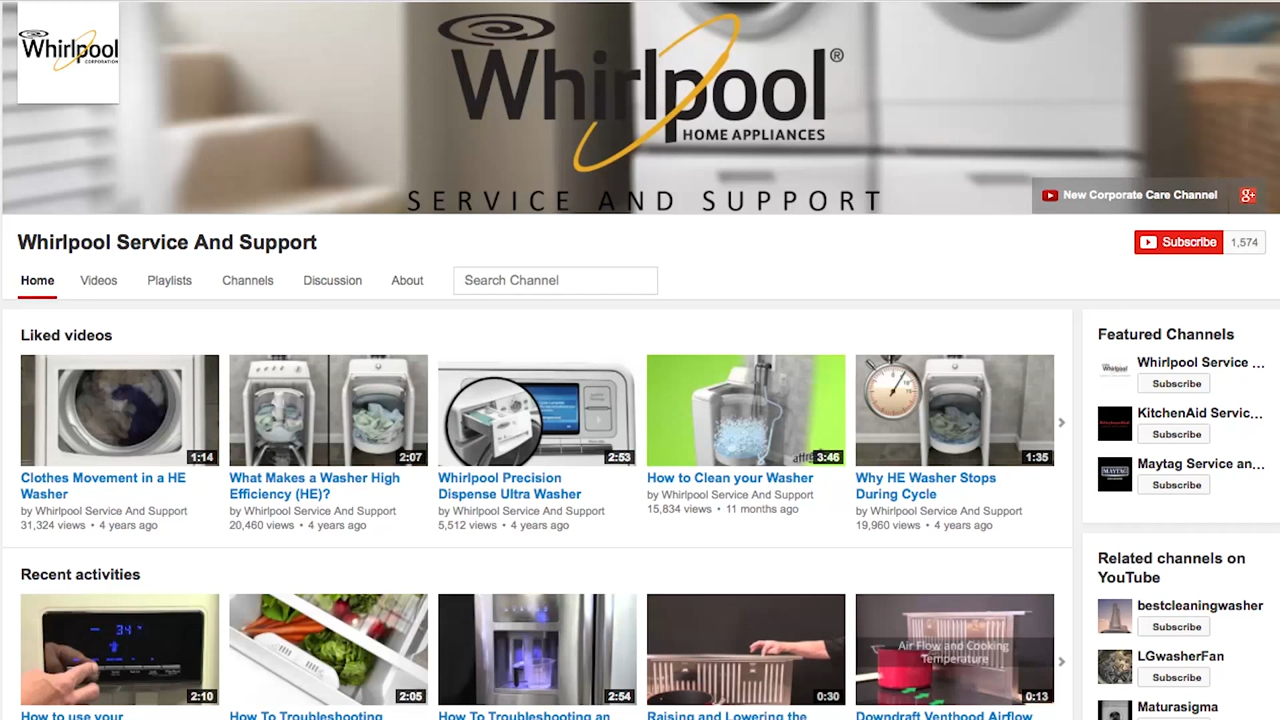 Whirlpool
CORPORATION
Whirlpool®
HOME APPLIANCES
SERVICE AND SUPPORT
New Corporate Care Channel
g+
Whirlpool Service And Support
Subscribe 1,574
Home Videos Playlists Channels Discussion About Search Channel
Liked videos
1:14 2:07 2:53 3:46 1:35
Clothes Movement in a HE
Washer
by Whirlpool Service And Support
31,324 views • 4 years ago
What Makes a Washer High
Efficiency (HE)?
by Whirlpool Service And Support
20,460 views • 4 years ago
Whirlpool Precision
Dispense Ultra Washer
by Whirlpool Service And Support
5,512 views • 4 years ago
How to Clean your Washer
by Whirlpool Service And Support
15,834 views • 11 months ago
Why HE Washer Stops
During Cycle
by Whirlpool Service And Support
19,960 views • 4 years ago
Recent activities
34
Air Flow and Cooking
Temperature
2:10 2:05 2:54 0:30 0:13
How to use your
How To Troubleshooting
How To Troubleshooting an
Raising and Lowering the
Downdraft Venthood Airflow
Featured Channels
Whirlpool Service ...
Subscribe
KitchenAid Servic...
Subscribe
Maytag Service an...
Subscribe
Related channels on
YouTube
bestcleaningwasher
Subscribe
LGwasherFan
Subscribe
Maturasigma